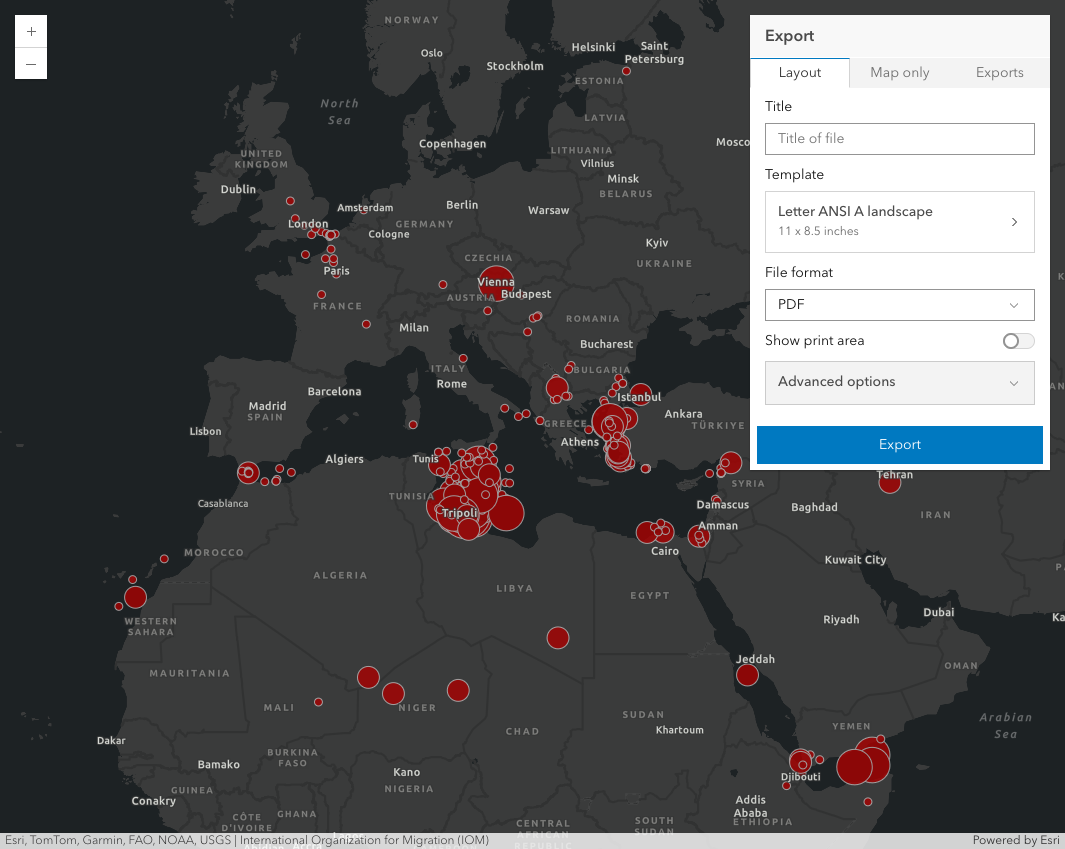 +
−
NORWAY
Oslo
Stockholm
Helsinki
Saint
Petersburg
ESTONIA
North
Sea
LATVIA
Copenhagen
LITHUANIA
Vilnius
Mosco
UNITED
KINGDOM
Minsk
BELARUS
Dublin
Amsterdam
Berlin
Warsaw
London
GERMANY
Cologne
Kyiv
UKRAINE
CZECHIA
Paris
Vienna
Budapest
AUSTRIA
FRANCE
Milan
ROMANIA
Bucharest
ITALY
BULGARIA
Rome
Barcelona
Istanbul
Madrid
SPAIN
Ankara
TÜRKIYE
GREECE
Lisbon
Athens
Algiers
Tunis
SYRIA
Tehran
TUNISIA
Casablanca
Damascus
Baghdad
Tripoli
IRAN
Amman
MOROCCO
Cairo
Kuwait City
ALGERIA
LIBYA
EGYPT
WESTERN
SAHARA
Riyadh
Dubai
Ka
Jeddah
OMAN
MAURITANIA
MALI
NIGER
SUDAN
Khartoum
Arabian
Sea
CHAD
YEMEN
Dakar
BURKINA
FASO
Bamako
Kano
NIGERIA
Djibouti
GUINEA
Conakry
Addis
Ababa
ETHIOPIA
CÔTE
D'IVOIRE
GHANA
CENTRAL
AFRICAN
REPUBLIC
SOUTH
SUDAN
Export
Layout
Map only
Exports
Title
Title of file
Template
Letter ANSI A landscape
11 x 8.5 inches
File format
PDF
Show print area
Advanced options
Export
Esri, TomTom, Garmin, FAO, NOAA, USGS | International Organization for Migration (IOM)
Powered by Esri